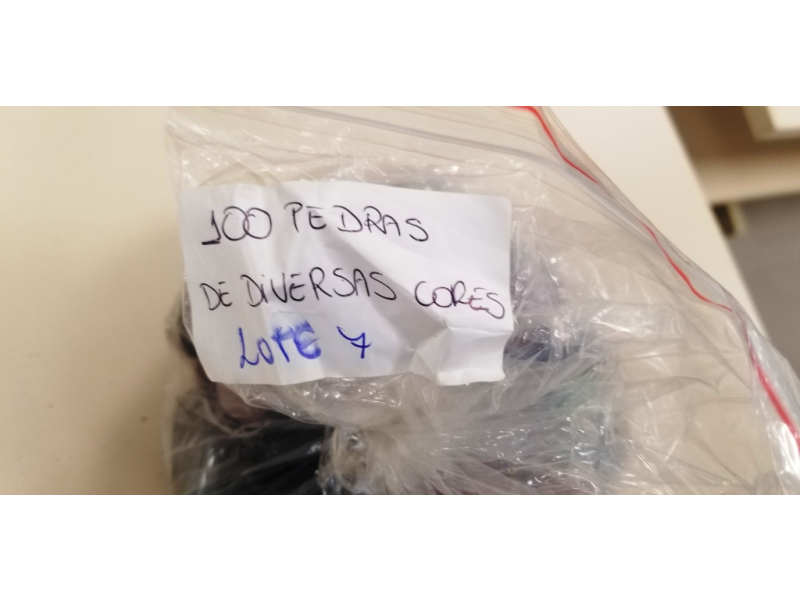 100 PEDRAS
DE DIVERSAS CORES
LOTE 7